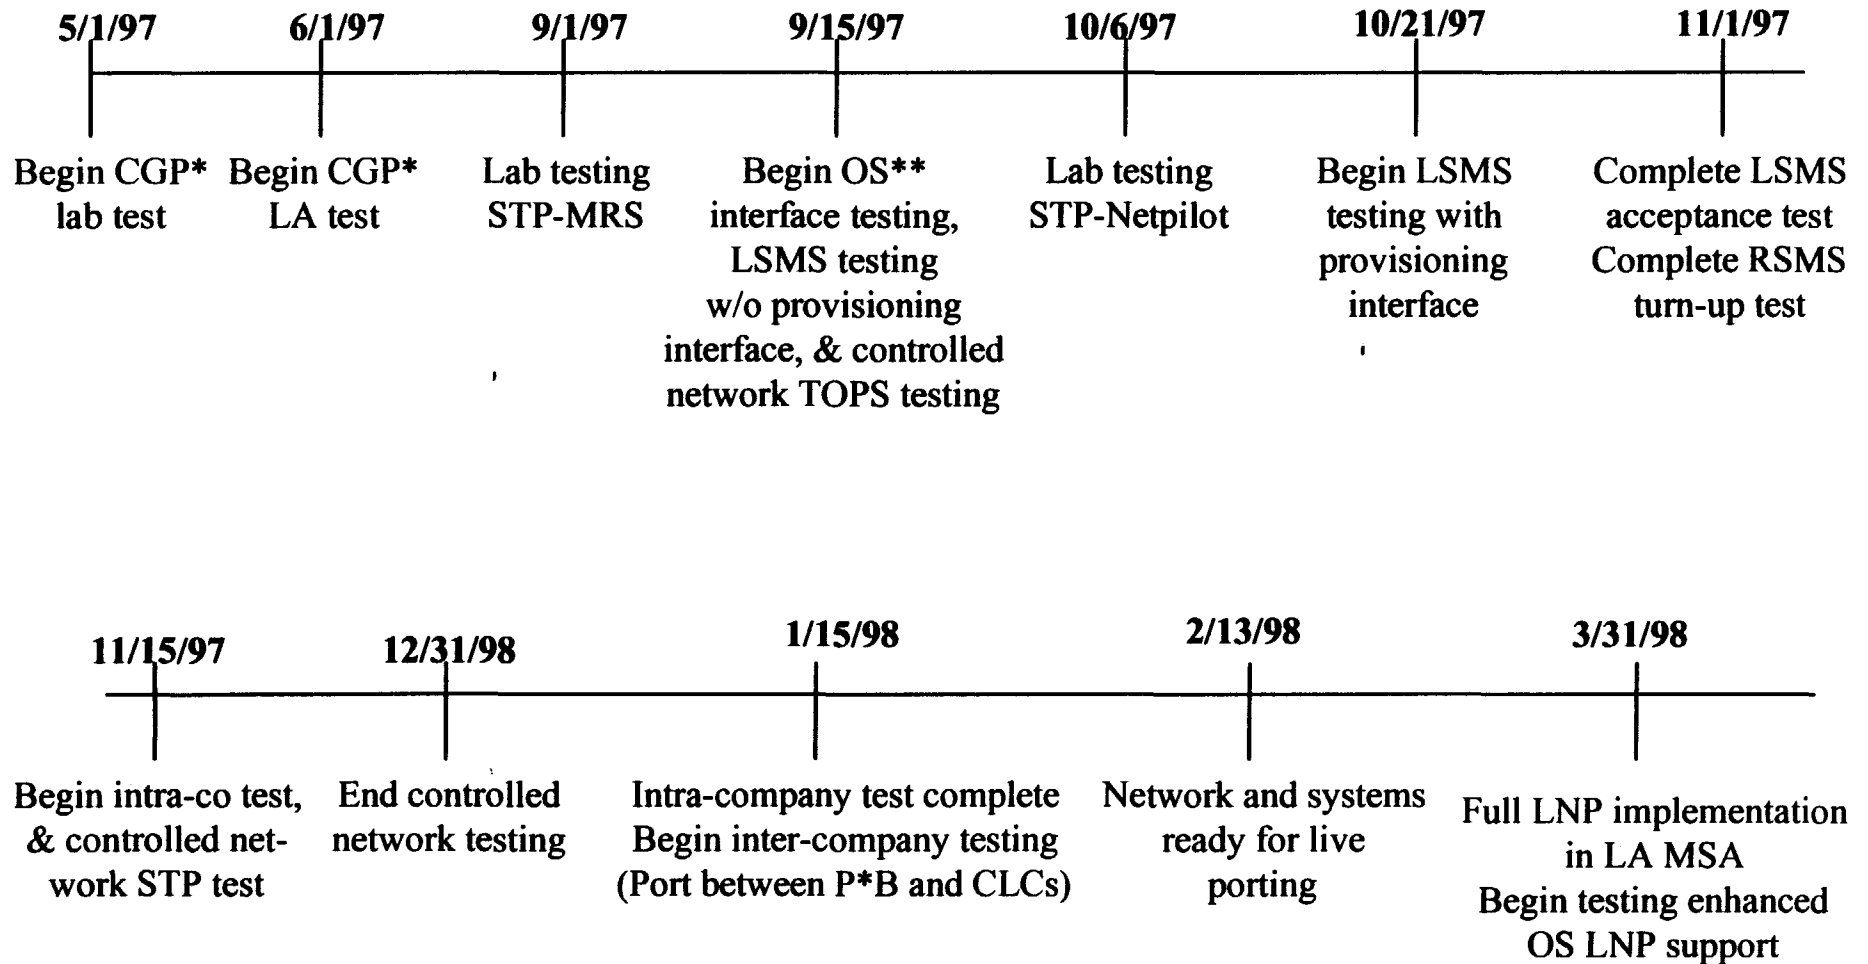 5/1/97 6/1/97 9/1/97 9/15/97 10/6/97 10/21/97 11/1/97
Begin CGP*
lab test
Begin CGP*
LA test
Lab testing
STP-MRS
Begin OS**
interface testing,
LSMS testing
w/o provisioning
interface, & controlled
network TOPS testing
Lab testing
STP-Netpilot
Begin LSMS
testing with
provisioning
interface
Complete LSMS
acceptance test
Complete RSMS
turn-up test
11/15/97 12/31/98 1/15/98 2/13/98 3/31/98
Begin intra-co test,
& controlled net-
work STP test
End controlled
network testing
Intra-company test complete
Begin inter-company testing
(Port between P*B and CLCs)
Network and systems
ready for live
porting
Full LNP implementation
in LA MSA
Begin testing enhanced
OS LNP support